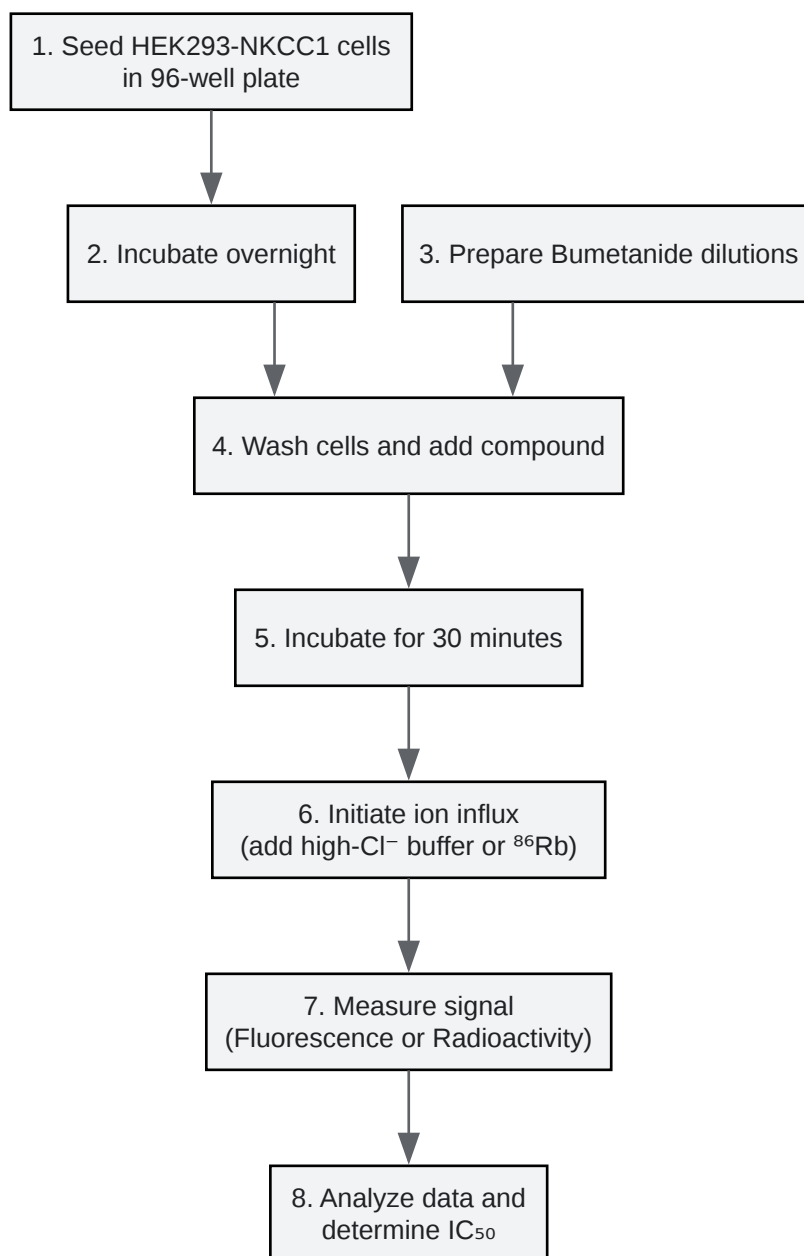 1. Seed HEK293-NKCC1 cells
in 96-well plate
2. Incubate overnight
3. Prepare Bumetanide dilutions
4. Wash cells and add compound
5. Incubate for 30 minutes
6. Initiate ion influx
(add high-Cl⁻ buffer or ⁸⁶Rb)
7. Measure signal
(Fluorescence or Radioactivity)
8. Analyze data and
determine IC₅₀